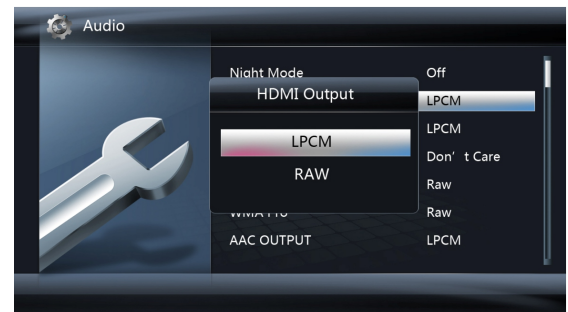 Audio
Night Mode Off
HDMI Output
LPCM
LPCM
LPCM
RAW
Don’t Care
Raw
Raw
AAC OUTPUT LPCM